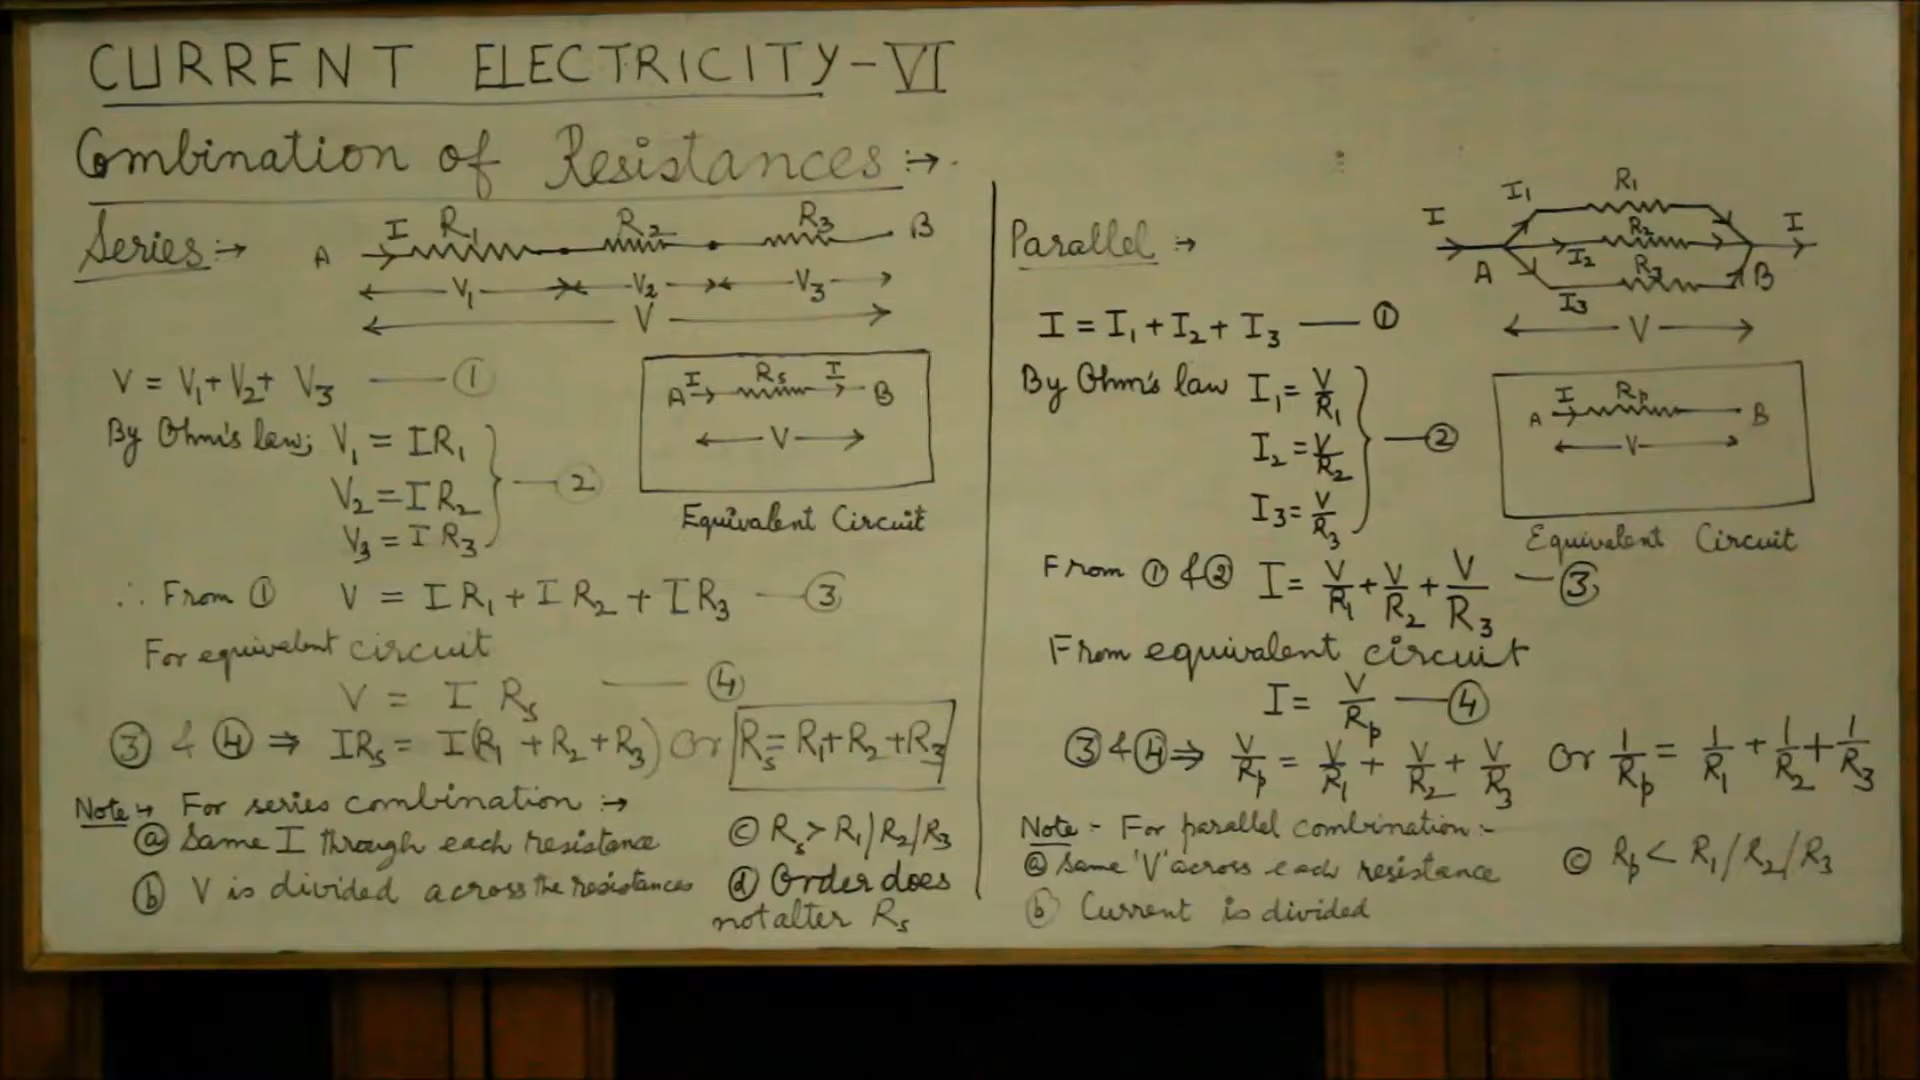 CURRENT ELECTRICITY-VI
Combination of Resistances :→.
Series :→
A I R₁ R₂ R₃ B
V₁ V₂ V₃
V
V = V₁ + V₂ + V₃ —— ①
By Ohm's law; V₁ = IR₁
V₂ = I R₂ — ②
V₃ = I R₃
A I Rs I B
V
Equivalent Circuit
∴ From ① V = I R₁ + I R₂ + I R₃ — ③
For equivalent circuit
V = I Rs —— ④
③ & ④ ⇒ IRs = I(R₁ + R₂ + R₃) Or Rs = R₁ + R₂ + R₃
Note → For series combination :→
ⓐ Same I through each resistance
ⓑ V is divided across the resistances
ⓒ Rs > R₁/R₂/R₃
ⓓ Order does
not alter Rs
Parallel :→
I₁ R₁
I R₂ I
A I₂ R₃ B
I₃
V
I = I₁ + I₂ + I₃ —— ①
By Ohm's law I₁ = V/R₁
I₂ = V/R₂ — ②
I₃ = V/R₃
I Rp
A B
V
Equivalent Circuit
From ① & ② I = V/R₁ + V/R₂ + V/R₃ — ③
From equivalent circuit
I = V/Rp — ④
③ & ④ ⇒ V/Rp = V/R₁ + V/R₂ + V/R₃ Or 1/Rp = 1/R₁ + 1/R₂ + 1/R₃
Note - For parallel combination :-
ⓐ Same 'V' across each resistance
ⓑ Current is divided
ⓒ Rp < R₁/R₂/R₃